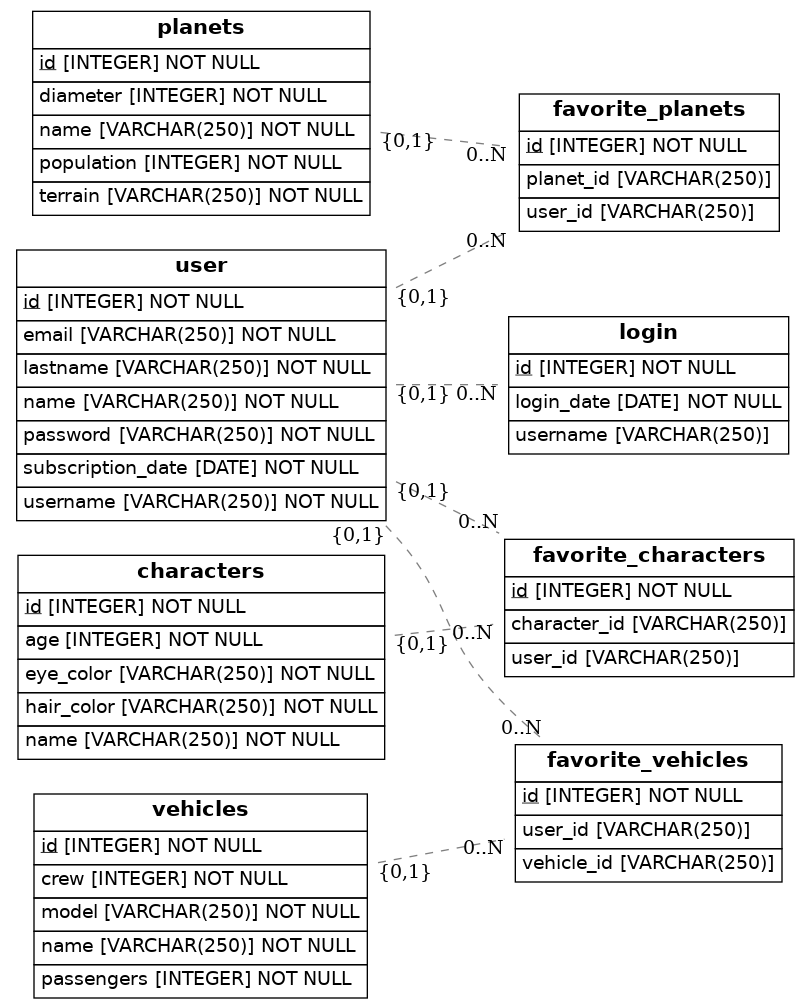 planets
id [INTEGER] NOT NULL
diameter [INTEGER] NOT NULL
name [VARCHAR(250)] NOT NULL
population [INTEGER] NOT NULL
terrain [VARCHAR(250)] NOT NULL
{0,1}
0..N
favorite_planets
id [INTEGER] NOT NULL
planet_id [VARCHAR(250)]
user_id [VARCHAR(250)]
0..N
{0,1}
user
id [INTEGER] NOT NULL
email [VARCHAR(250)] NOT NULL
lastname [VARCHAR(250)] NOT NULL
name [VARCHAR(250)] NOT NULL
password [VARCHAR(250)] NOT NULL
subscription_date [DATE] NOT NULL
username [VARCHAR(250)] NOT NULL
{0,1} 0..N
login
id [INTEGER] NOT NULL
login_date [DATE] NOT NULL
username [VARCHAR(250)]
{0,1}
0..N
{0,1}
favorite_characters
id [INTEGER] NOT NULL
character_id [VARCHAR(250)]
user_id [VARCHAR(250)]
characters
id [INTEGER] NOT NULL
age [INTEGER] NOT NULL
eye_color [VARCHAR(250)] NOT NULL
hair_color [VARCHAR(250)] NOT NULL
name [VARCHAR(250)] NOT NULL
{0,1}
0..N
0..N
favorite_vehicles
id [INTEGER] NOT NULL
user_id [VARCHAR(250)]
vehicle_id [VARCHAR(250)]
vehicles
id [INTEGER] NOT NULL
crew [INTEGER] NOT NULL
model [VARCHAR(250)] NOT NULL
name [VARCHAR(250)] NOT NULL
passengers [INTEGER] NOT NULL
{0,1}
0..N